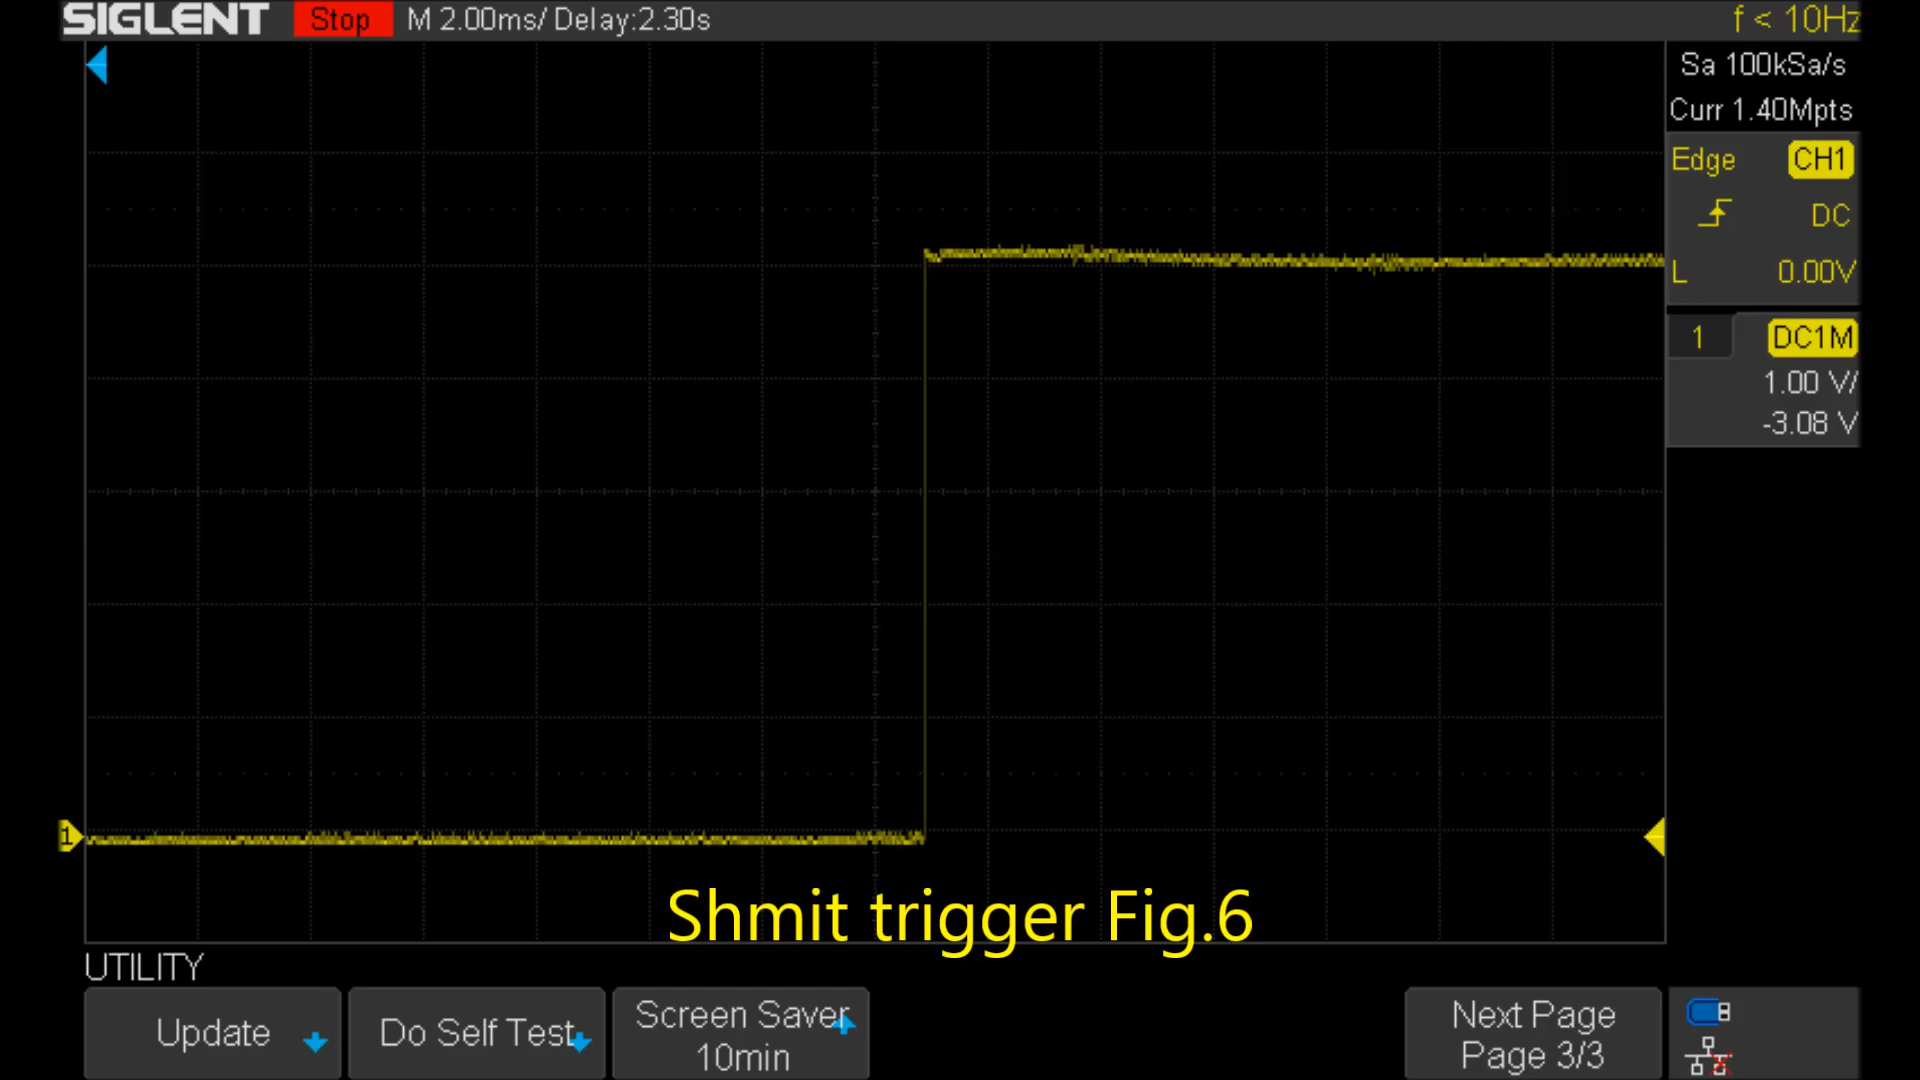 SIGLENT Stop M 2.00ms/ Delay:2.30s f < 10Hz
Sa 100kSa/s
Curr 1.40Mpts
Edge CH1
DC
L 0.00V
1 DC1M
1.00 V/
-3.08 V
1
Shmit trigger Fig.6
UTILITY
Update
Do Self Test
Screen Saver
10min
Next Page
Page 3/3